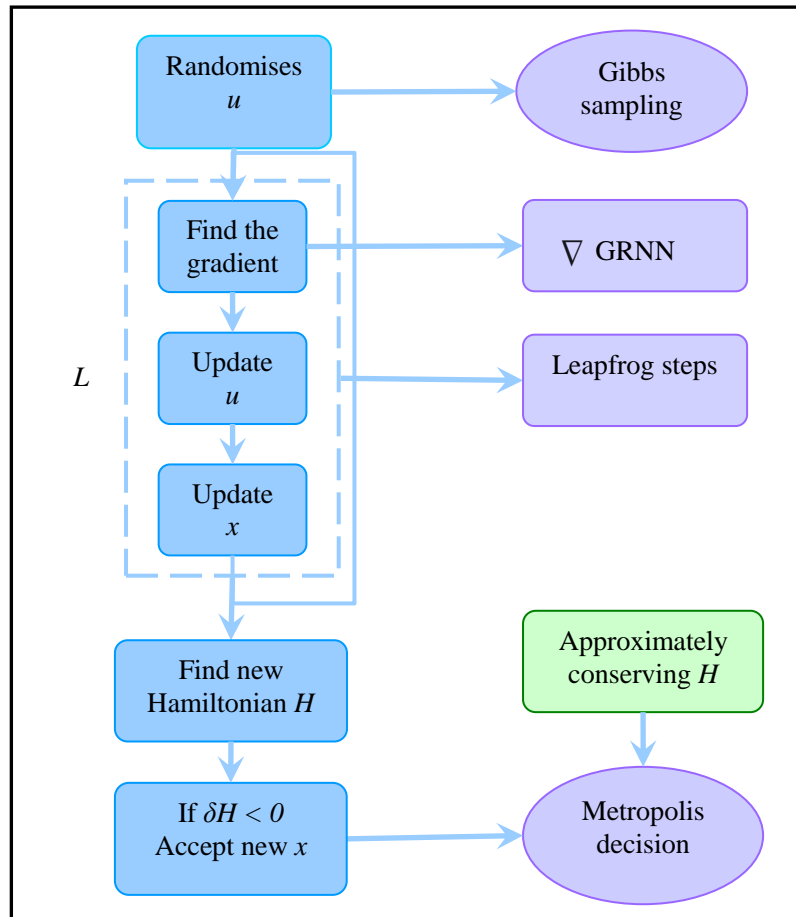 Randomises
u
Gibbs
sampling
Find the
gradient
∇ GRNN
L
Update
u
Leapfrog steps
Update
x
Find new
Hamiltonian H
Approximately
conserving H
If δH < 0
Accept new x
Metropolis
decision